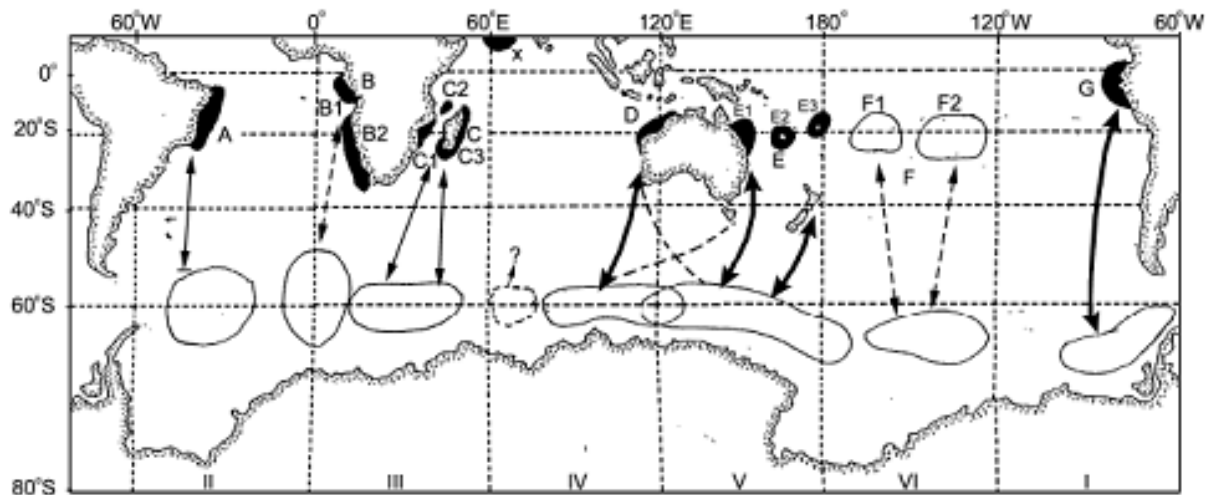 60°W 0° 60°E 120°E 180° 120°W 60°W
X
0° B C2 G
B1 D E1 E2 E3 F1 F2
20°S A B2 C1 C C3 E
F
40°S
?
60°S
80°S II III IV V VI I